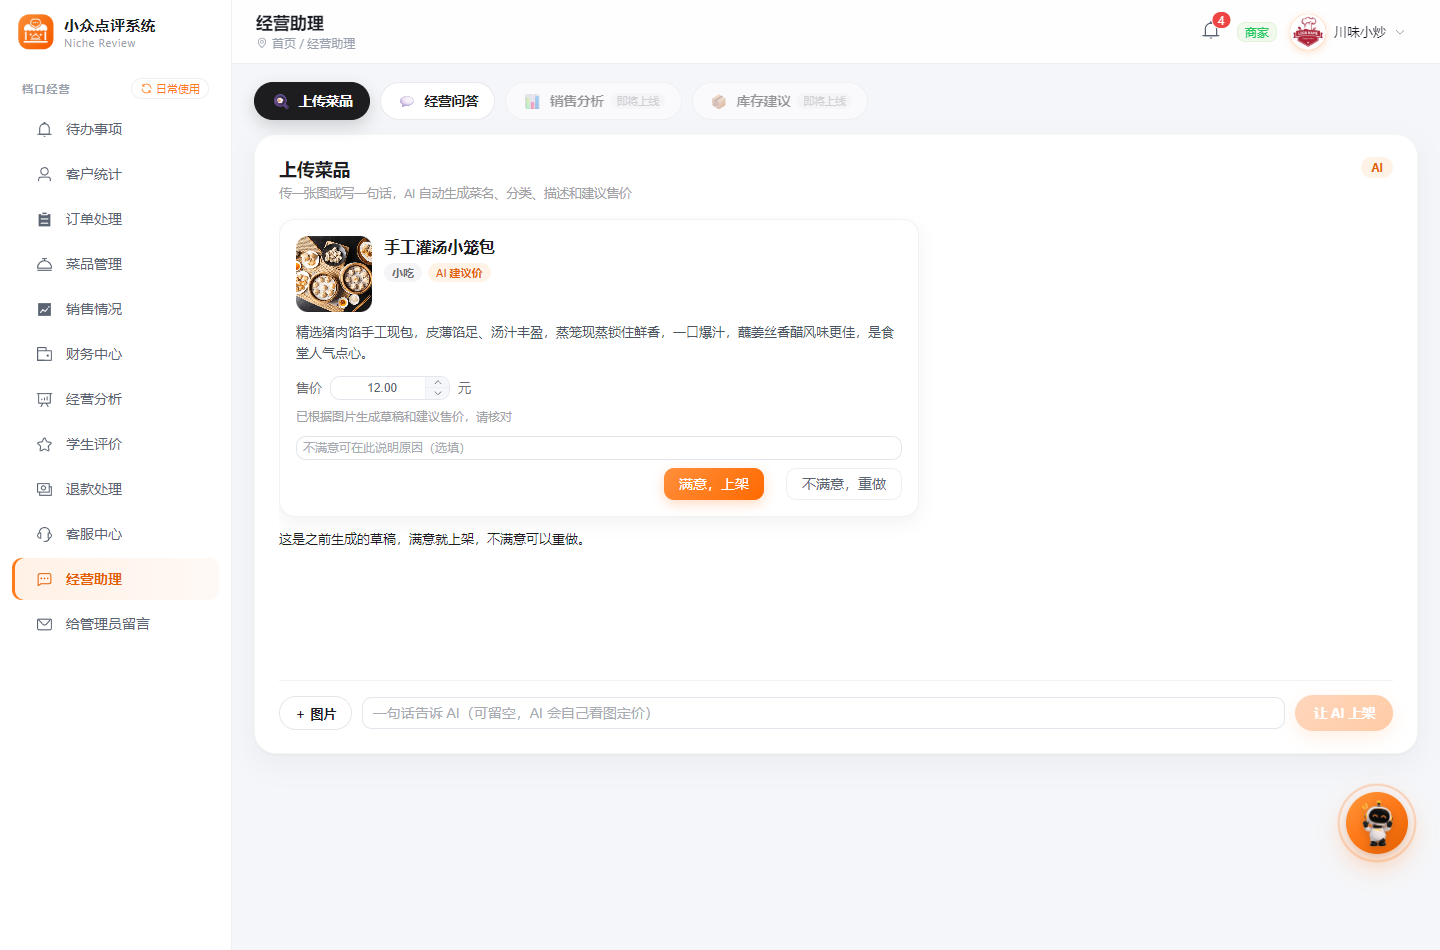 小众点评系统
Niche Review
档口经营
日常使用
待办事项
客户统计
订单处理
菜品管理
销售情况
财务中心
经营分析
学生评价
退款处理
客服中心
经营助理
给管理员留言
经营助理
首页 / 经营助理
4
商家
川味小炒
上传菜品
经营问答
销售分析 即将上线
库存建议 即将上线
上传菜品
AI
传一张图或写一句话，AI 自动生成菜名、分类、描述和建议售价
手工灌汤小笼包
小吃
AI 建议价
精选猪肉馅手工现包，皮薄馅足、汤汁丰盈，蒸笼现蒸锁住鲜香，一口爆汁，蘸姜丝香醋风味更佳，是食
堂人气点心。
售价 12.00 元
已根据图片生成草稿和建议售价，请核对
不满意可在此说明原因（选填）
满意，上架
不满意，重做
这是之前生成的草稿，满意就上架，不满意可以重做。
+ 图片
一句话告诉 AI（可留空，AI 会自己看图定价）
让 AI 上架